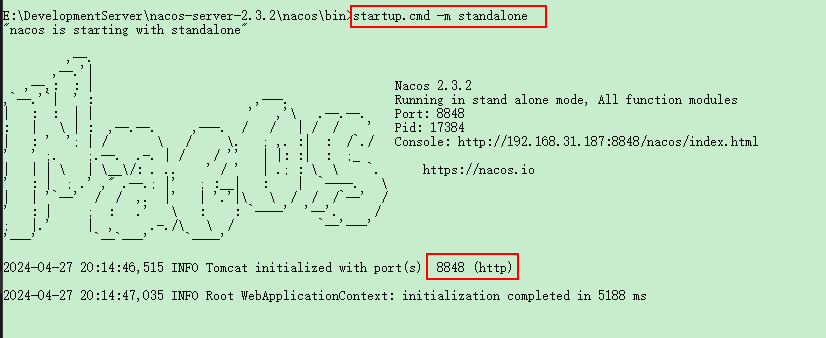 E:\DevelopmentServer\nacos-server-2.3.2\nacos\bin>startup.cmd -m standalone
"nacos is starting with standalone"
Nacos 2.3.2
Running in stand alone mode, All function modules
Port: 8848
Pid: 17384
Console: http://192.168.31.187:8848/nacos/index.html
https://nacos.io
2024-04-27 20:14:46,515 INFO Tomcat initialized with port(s) 8848 (http)
2024-04-27 20:14:47,035 INFO Root WebApplicationContext: initialization completed in 5188 ms